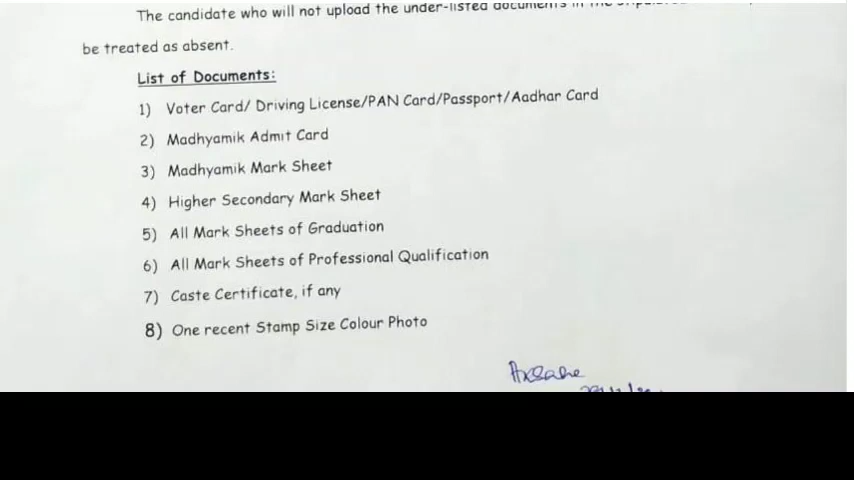 The candidate who will not upload the under-listed documents in the
be treated as absent.
List of Documents:
1) Voter Card/ Driving License/PAN Card/Passport/Aadhar Card
2) Madhyamik Admit Card
3) Madhyamik Mark Sheet
4) Higher Secondary Mark Sheet
5) All Mark Sheets of Graduation
6) All Mark Sheets of Professional Qualification
7) Caste Certificate, if any
8) One recent Stamp Size Colour Photo